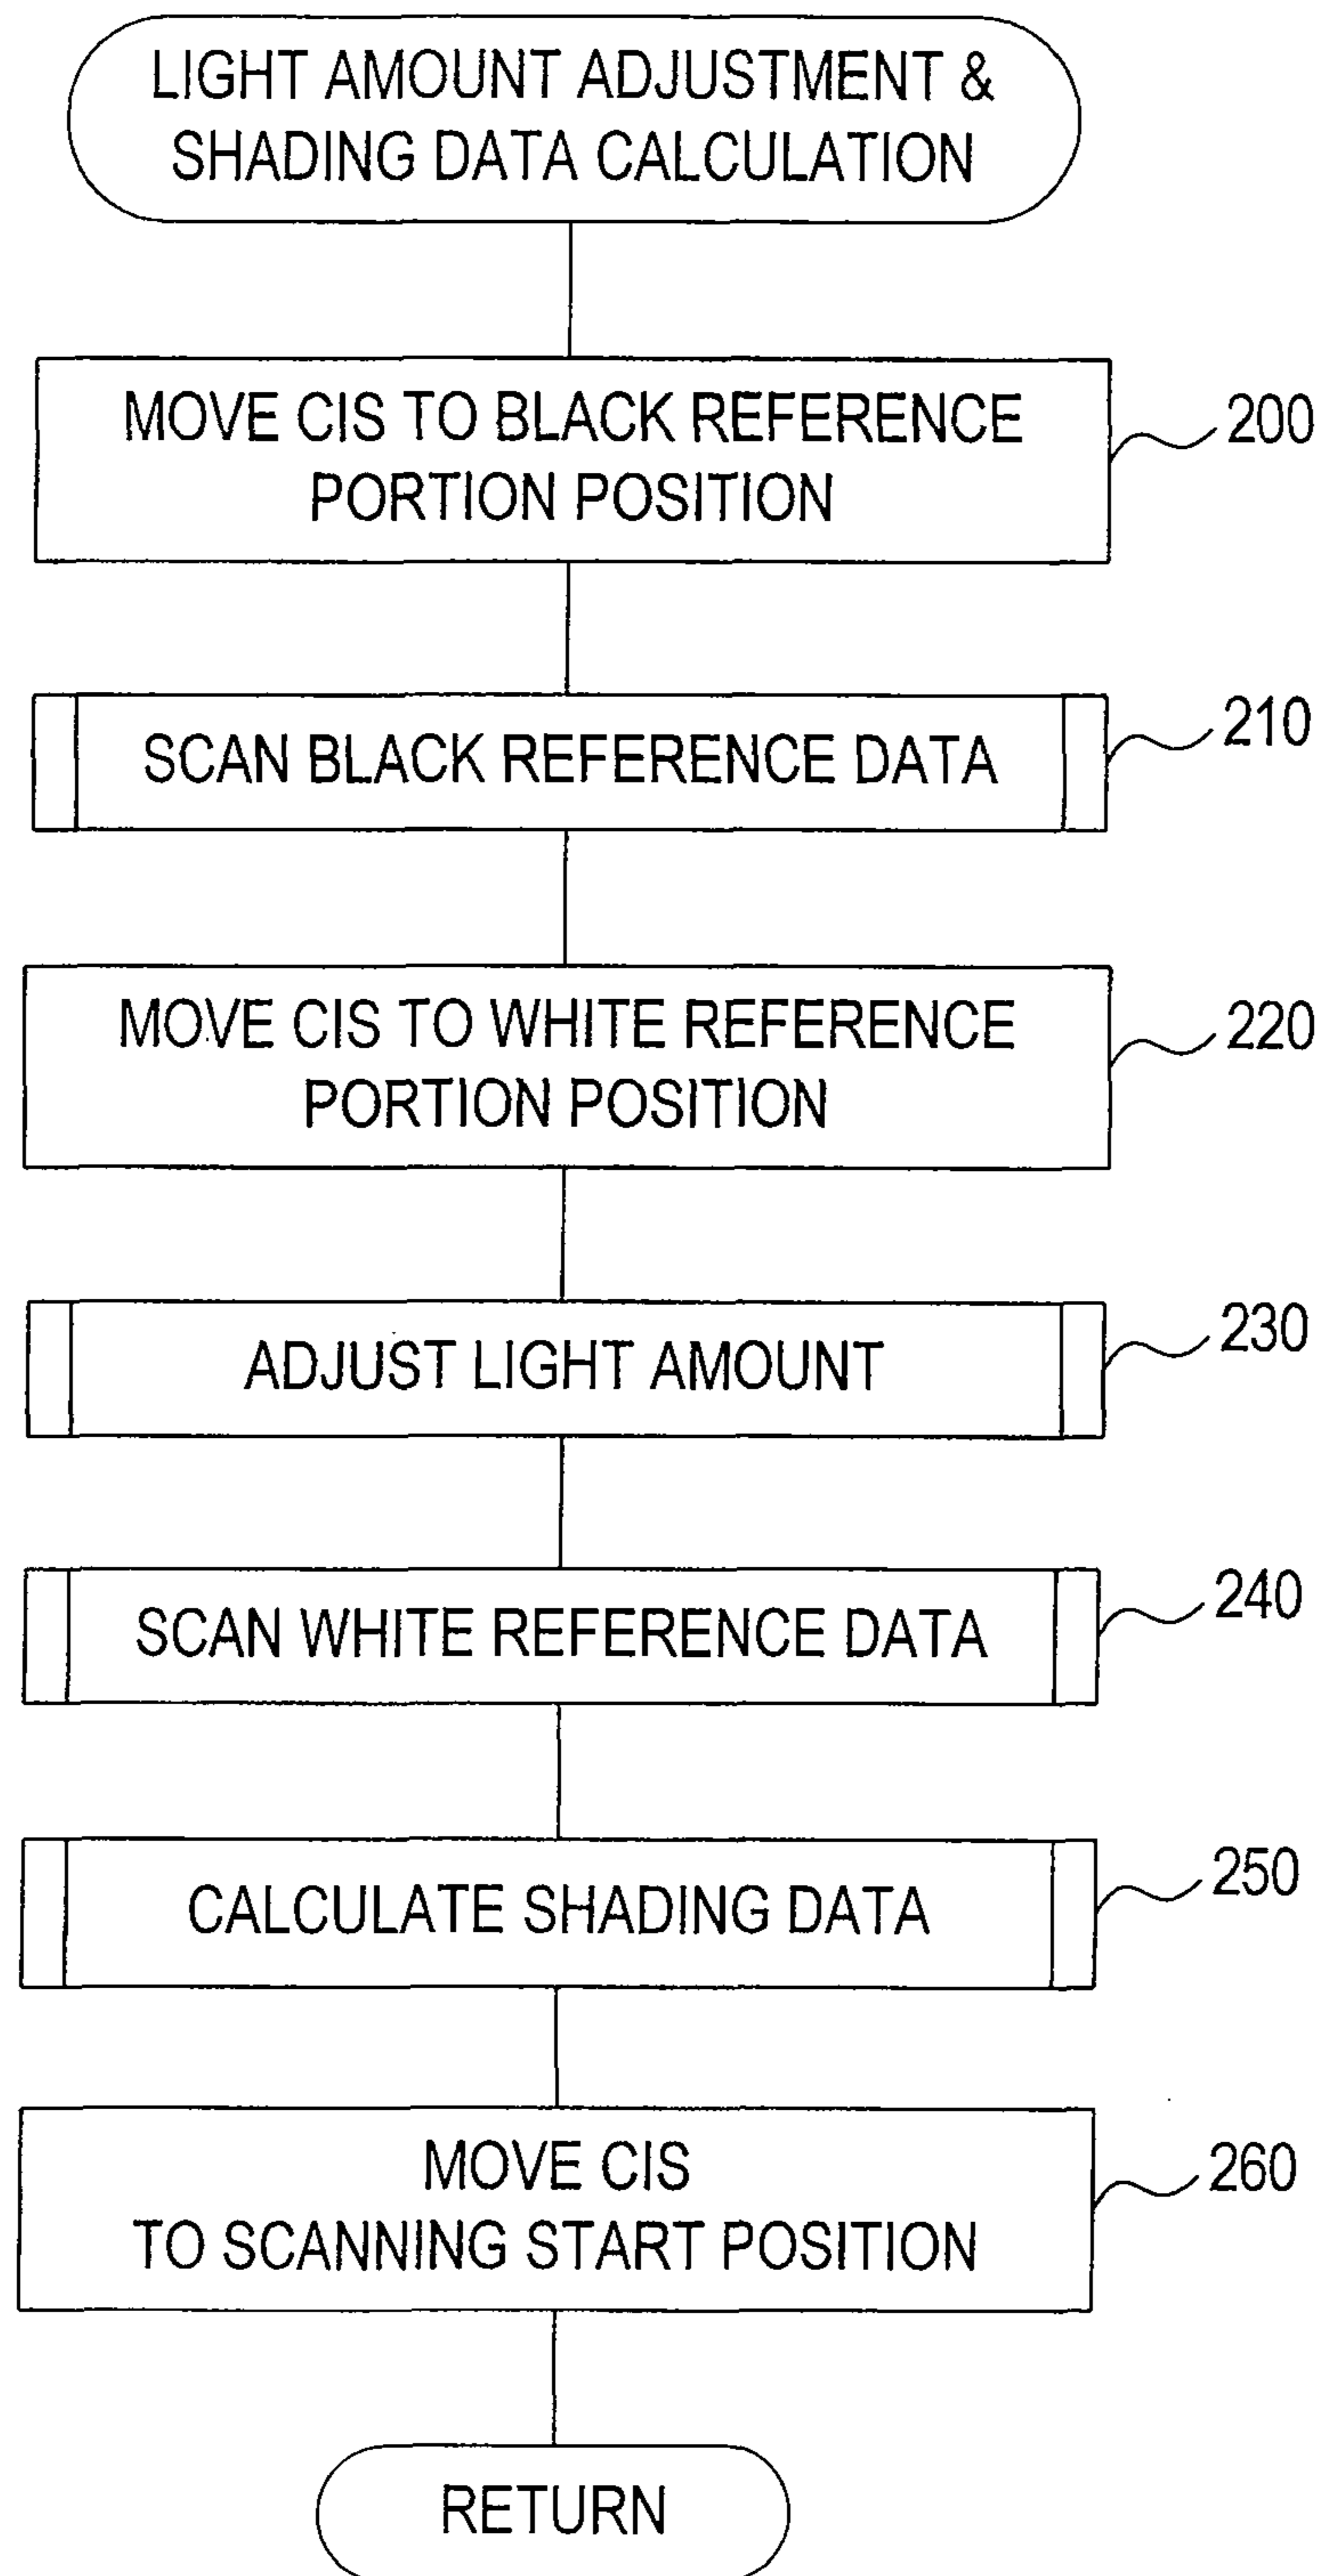 LIGHT AMOUNT ADJUSTMENT &
SHADING DATA CALCULATION
MOVE CIS TO BLACK REFERENCE
PORTION POSITION
200
SCAN BLACK REFERENCE DATA
210
MOVE CIS TO WHITE REFERENCE
PORTION POSITION
220
ADJUST LIGHT AMOUNT
230
SCAN WHITE REFERENCE DATA
240
CALCULATE SHADING DATA
250
MOVE CIS
TO SCANNING START POSITION
260
RETURN